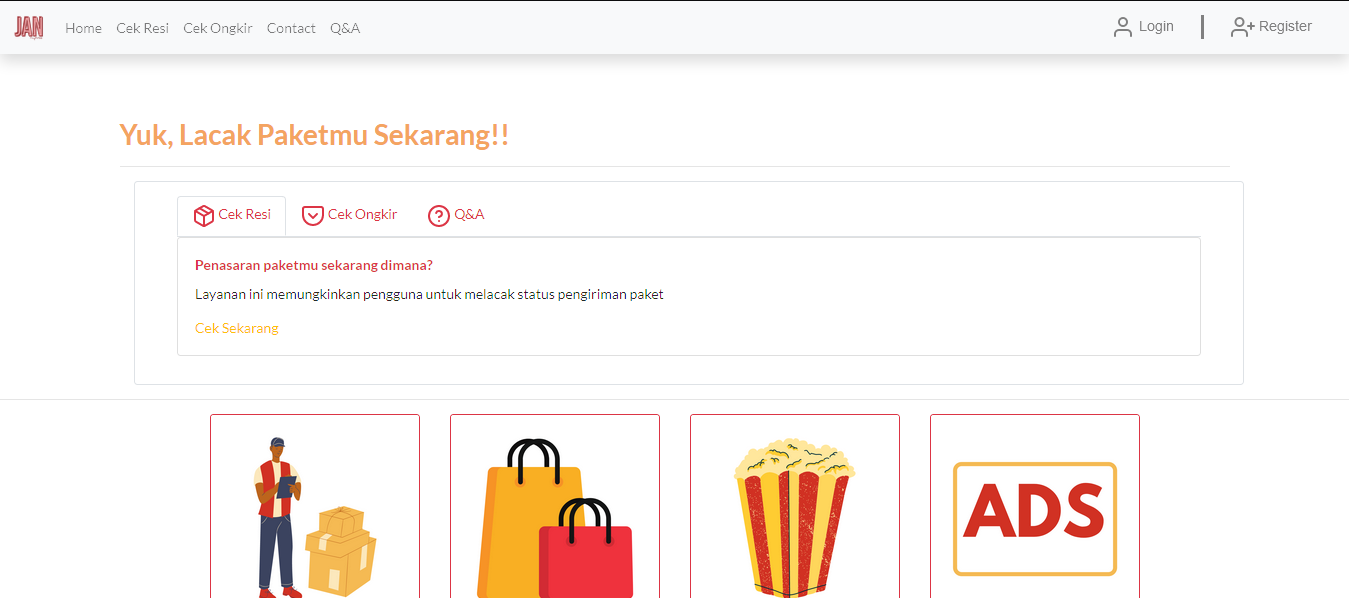 JAN Home Cek Resi Cek Ongkir Contact Q&A Login Register
Yuk, Lacak Paketmu Sekarang!!
Cek Resi Cek Ongkir Q&A
Penasaran paketmu sekarang dimana?
Layanan ini memungkinkan pengguna untuk melacak status pengiriman paket
Cek Sekarang
ADS